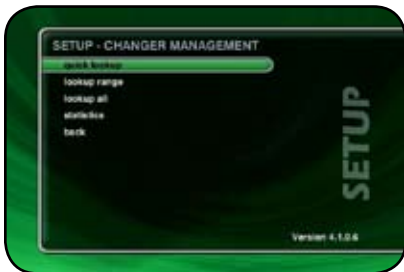 SETUP - CHANGER MANAGEMENT
quick lookup
lookup range
lookup all
statistics
back
SETUP
Version 4.1.0.6